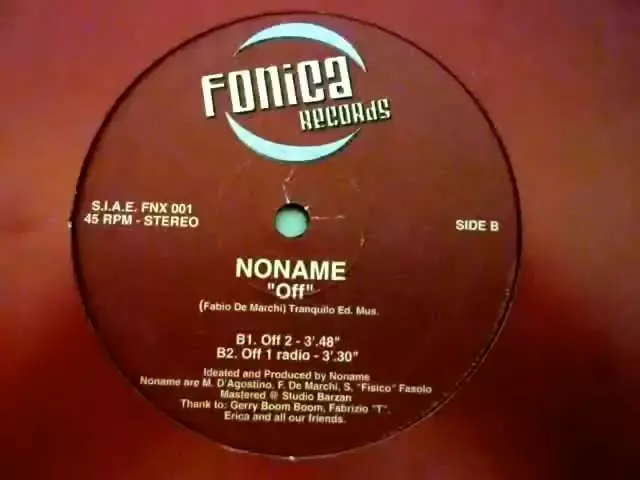 Fonica
Records
S.I.A.E. FNX 001
45 RPM - STEREO
SIDE B
NONAME
"Off"
(Fabio De Marchi) Tranquilo Ed. Mus.
B1. Off 2 - 3'.48"
B2. Off 1 radio - 3'.30"
Ideated and Produced by Noname
Noname are M. D'Agostino, F. De Marchi, S. "Fisico" Fasolo
Mastered @ Studio Barzan
Thank to: Gerry Boom Boom, Fabrizio "T".
Erica and all our friends.